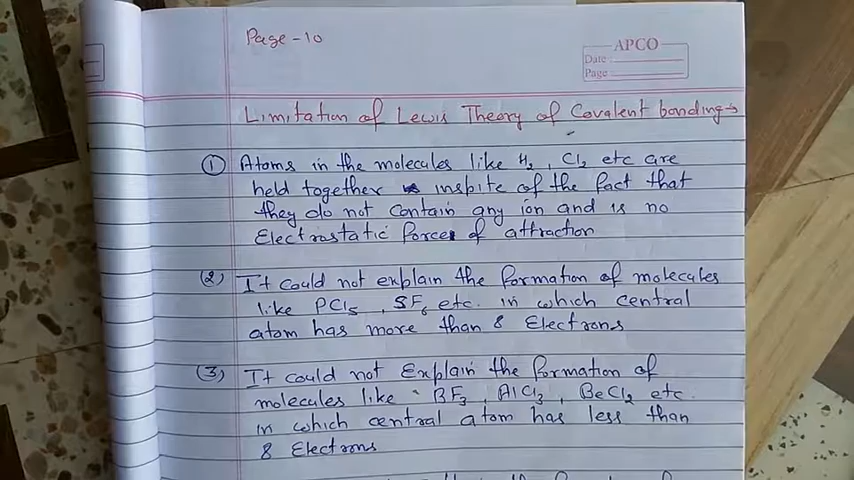 Page - 10
APCO
Date
Page
Limitation of Lewis Theory of Covalent bonding →
(1) Atoms in the molecules like H₂, Cl₂ etc are
held together inspite of the fact that
they do not contain any ion and is no
Electrostatic force of attraction
(2) It could not explain the formation of molecules
like PCl₅, SF₆ etc. in which central
atom has more than 8 Electrons
(3) It could not Explain the formation of
molecules like BF₃, AlCl₃, BeCl₂ etc.
in which central atom has less than
8 Electrons